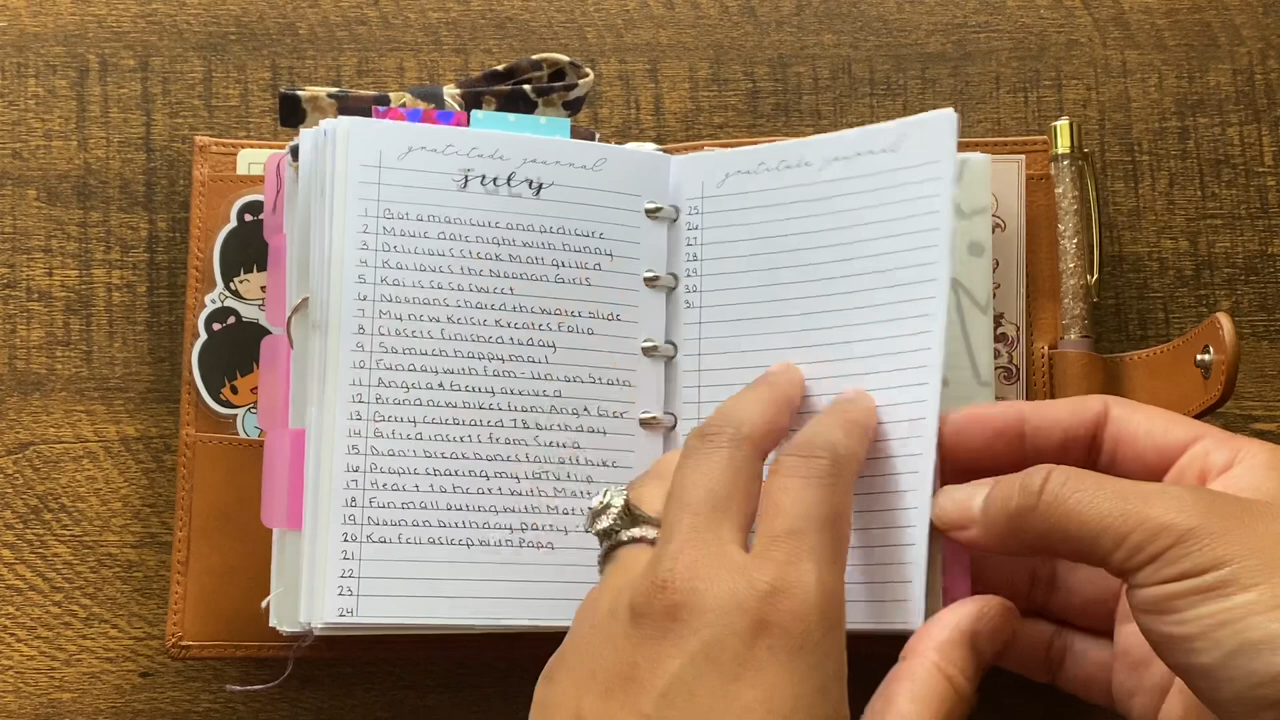 gratitude journal
july
1 Got a manicure and pedicure
2 Movie date night with hunny
3 Delicious steak Matt grilled
4 Kai loves the Noonan Girls
5 Kai is so so sweet
6 Noonans shared the water slide
7 My new Kelsie Kreates Folio
8 Closets finished today
9 So much happy mail
10 Funday with fam - Union Statn
11 Angela & Gerry arrived
12 Brand new bikes from Ang & Ger
13 Gerry celebrated 78 birthday
14 Gifted inserts from Sierra
15 Didn't break bones fall off bike
16 People sharing my IGTV flip
17 Heart to heart with Matt
18 Fun mall outing with Matt
19 Noonan birthday party
20 Kai fell asleep with Papa
21
22
23
24
gratitude journal
25
26
27
28
29
30
31